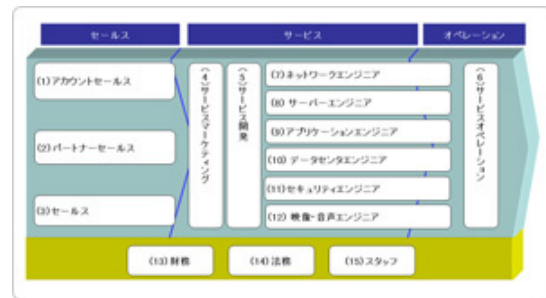 セールス
サービス
オペレーション
(1)アカウントセールス
(2)パートナーセールス
(3)セールス
(4)サービスマーケティング
(5)サービス開発
(7)ネットワークエンジニア
(8) サーバーエンジニア
(9)アプリケーションエンジニア
(10) データセンタエンジニア
(11)セキュリティエンジニア
(12) 映像・音声エンジニア
(6)サービスオペレーション
(13)財務
(14)法務
(15)スタッフ